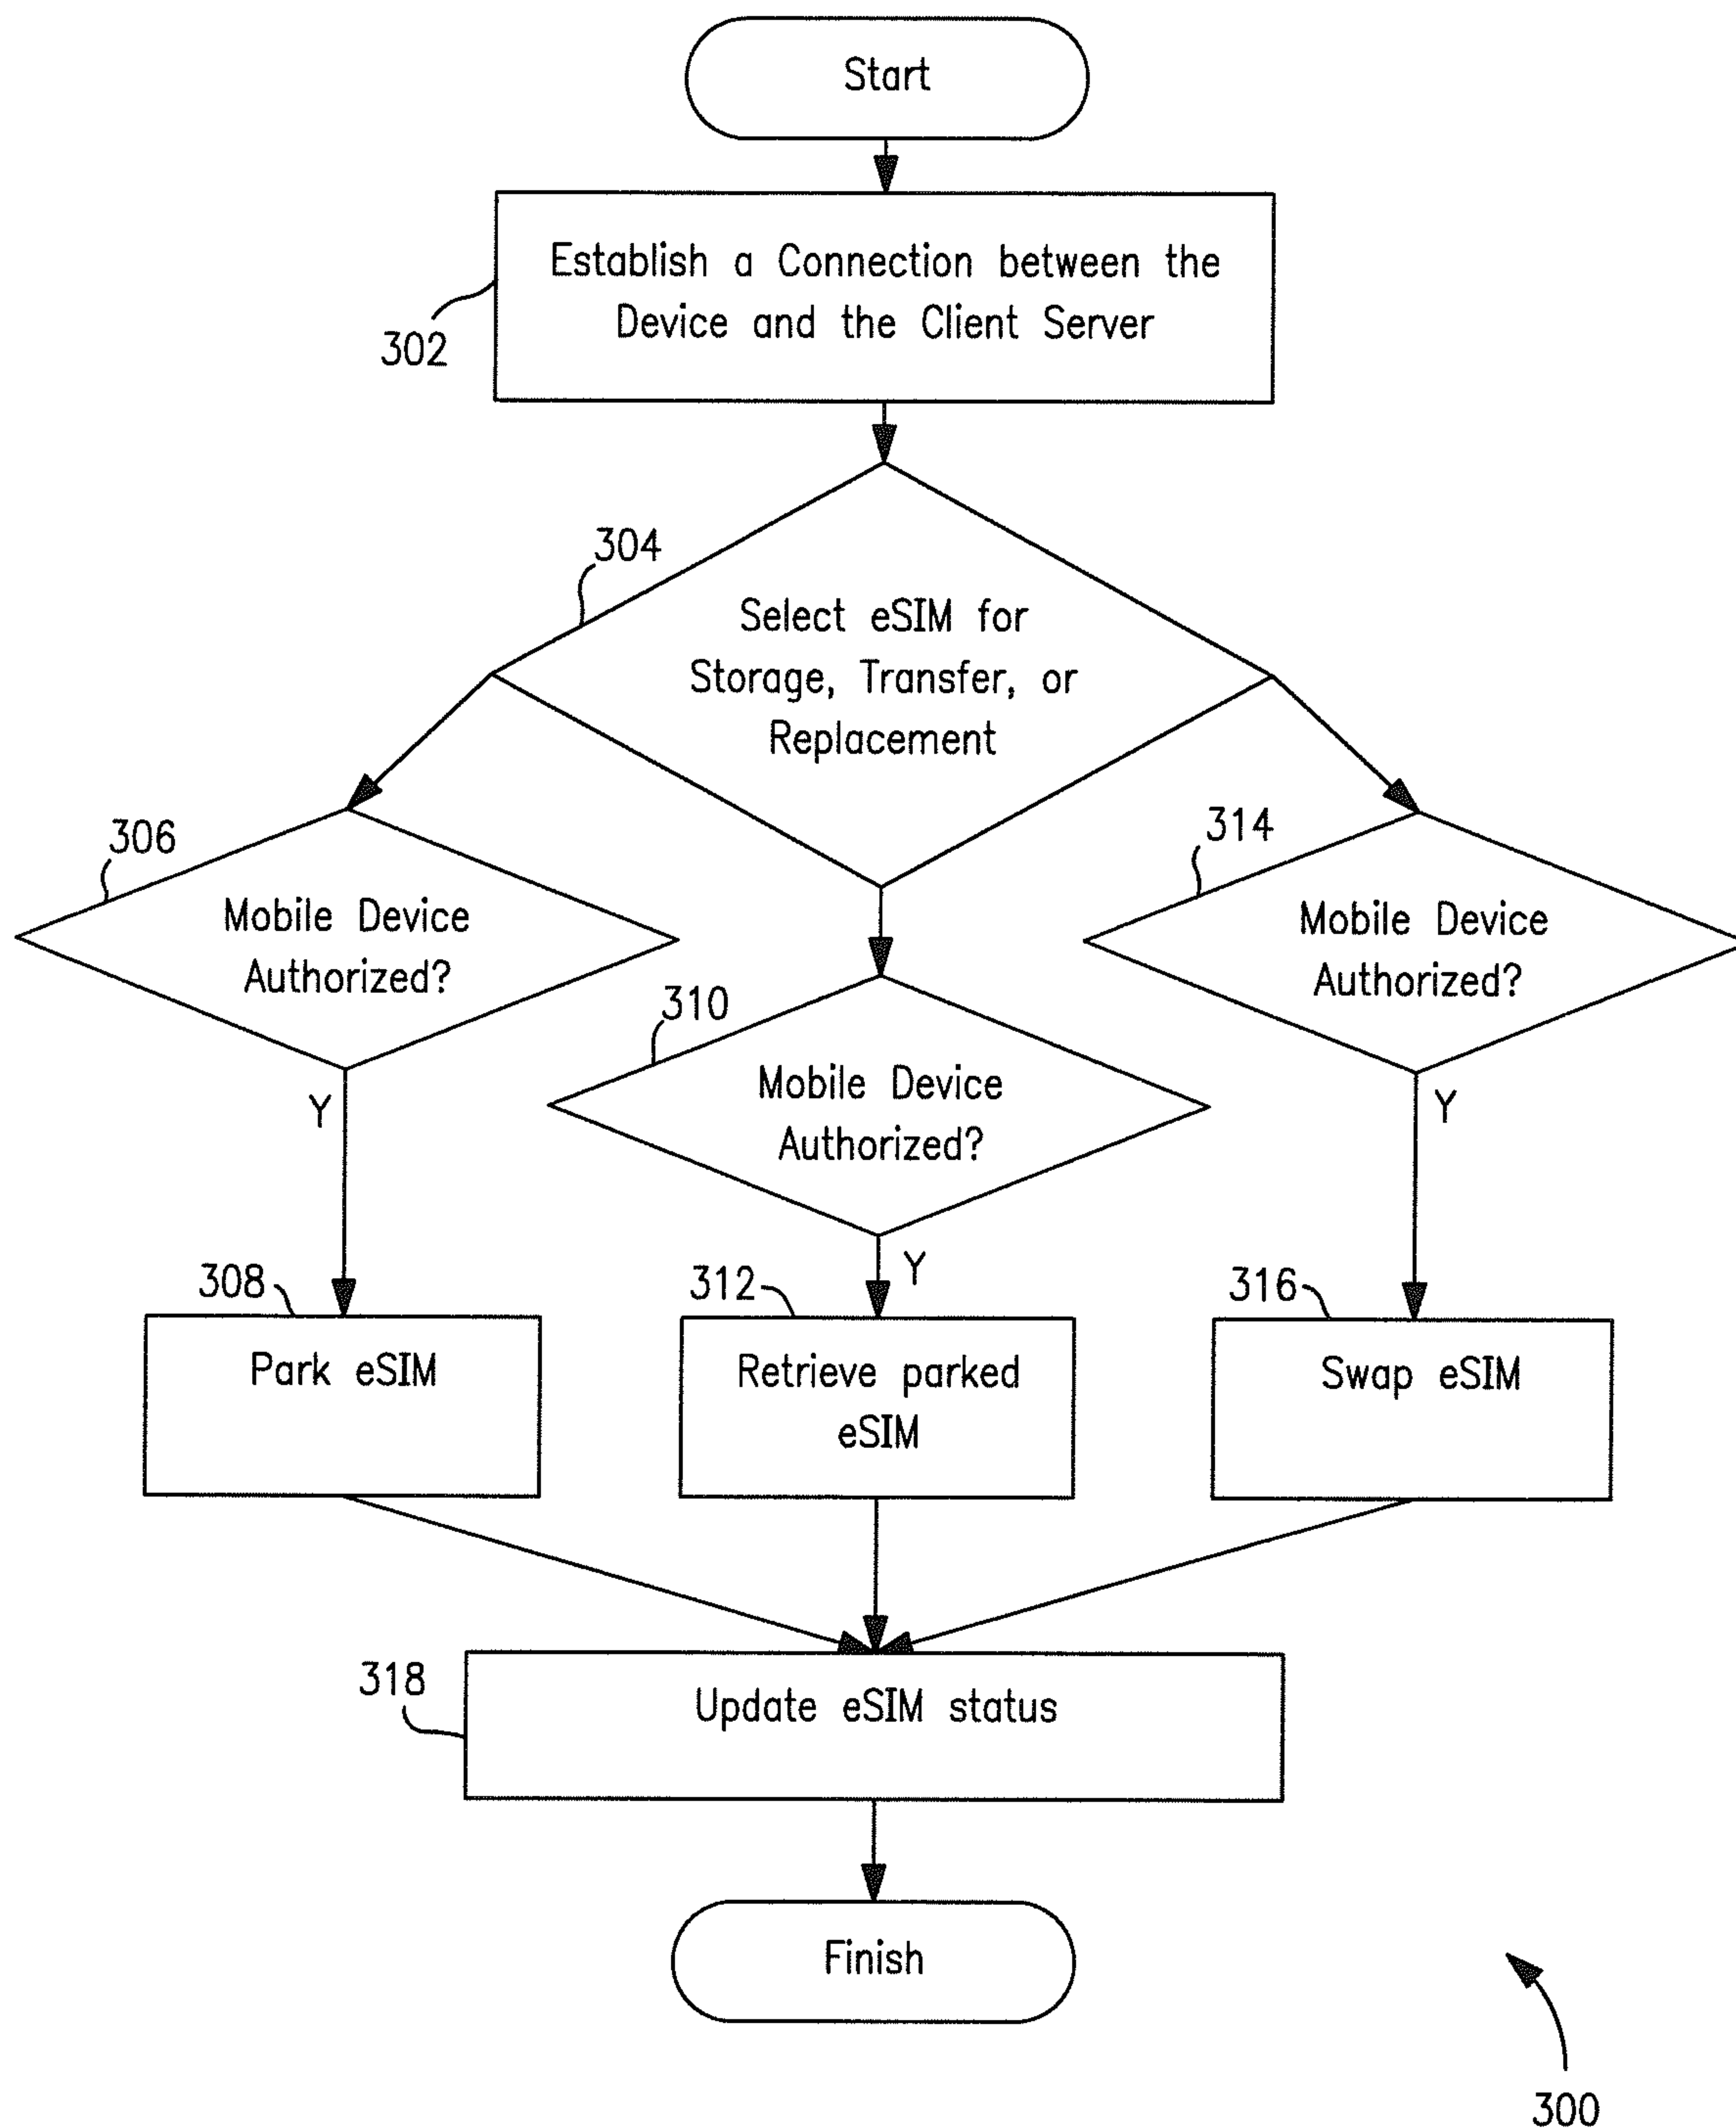 Start
Establish a Connection between the
Device and the Client Server
302
304
Select eSIM for
Storage, Transfer, or
Replacement
306
Mobile Device
Authorized?
Y
310
Mobile Device
Authorized?
Y
314
Mobile Device
Authorized?
Y
308
Park eSIM
312
Retrieve parked
eSIM
316
Swap eSIM
318
Update eSIM status
Finish
300